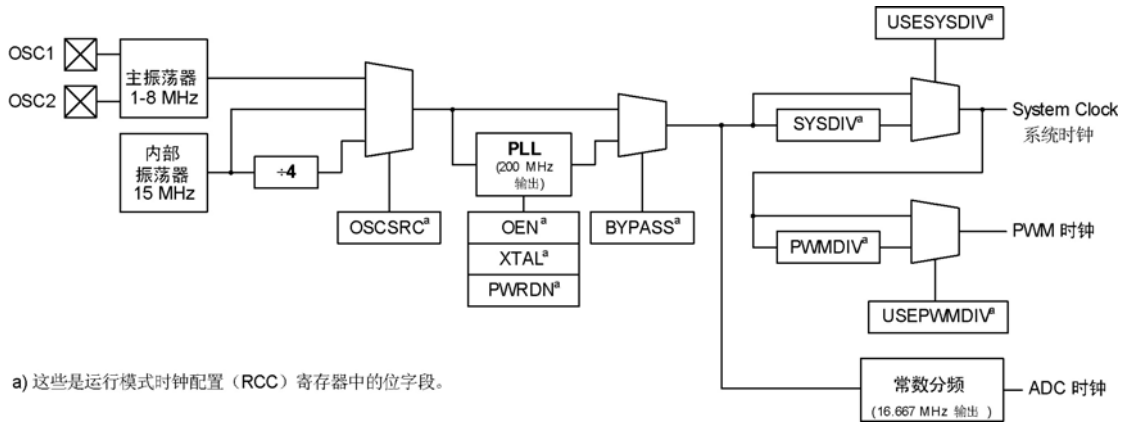 USESYSDIVa
OSC1
主振荡器
1-8 MHz
OSC2
SYSDIVa
System Clock
系统时钟
内部
振荡器
15 MHz
÷4
PLL
(200 MHz
输出)
OSCSRCa
OENa
XTALa
PWRDNa
BYPASSa
PWMDIVa
PWM 时钟
USEPWMDIVa
a) 这些是运行模式时钟配置（RCC）寄存器中的位字段。
常数分频
(16.667 MHz 输出 )
ADC 时钟